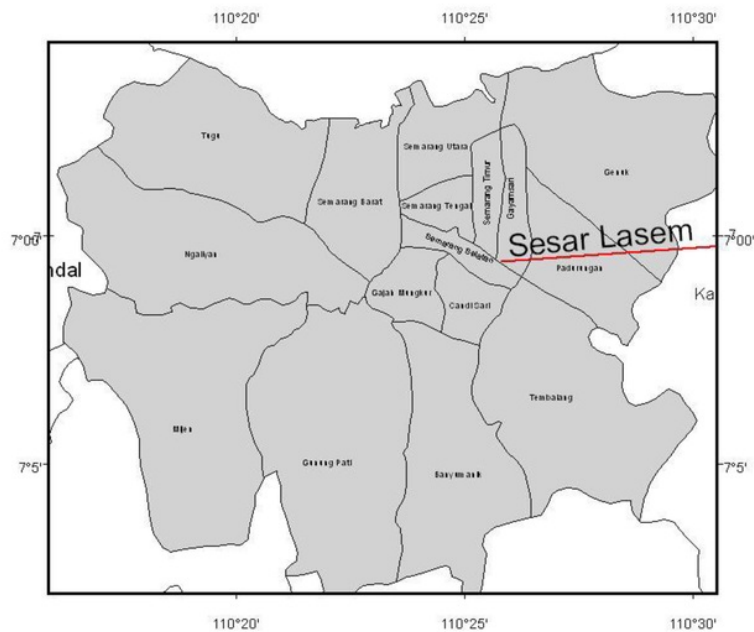 110°20'
110°25'
110°30'
Tugu
Semarang Utara
Genuk
Semarang Barat
Semarang Timur
Gayamsari
Semarang Tengah
7°00'
Sesar Lasem
7°00'
Semarang Selatan
Ngaliyan
ndal
Pedurungan
Gajah Mungkur
Candi Sari
Ka
Tembalang
Mijen
Gunung Pati
7°5'
Banyumanik
7°5'
110°20'
110°25'
110°30'